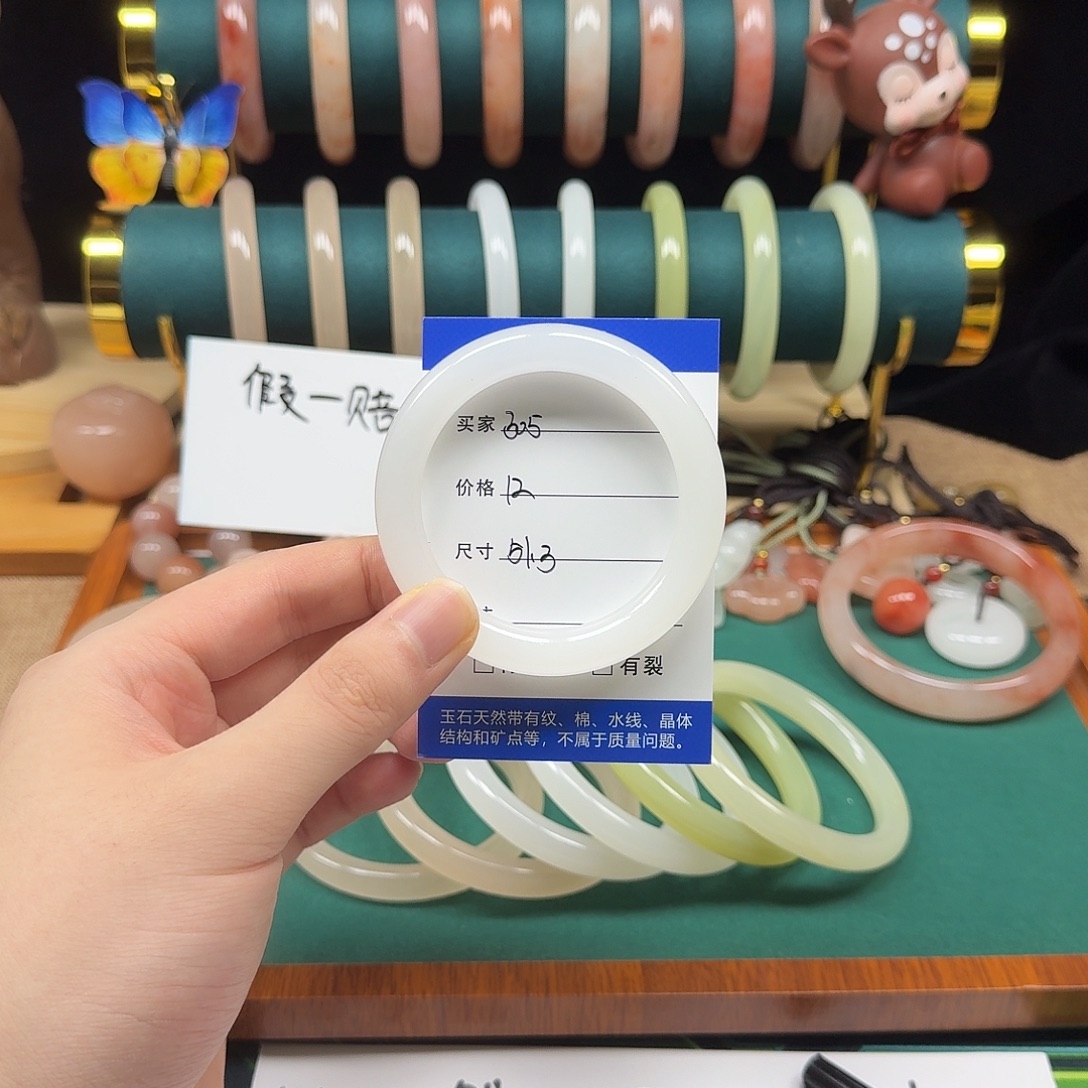 假一赔
买家 305
价格 12
尺寸 51.3
有裂
玉石天然带有纹、棉、水线、晶体
结构和矿点等，不属于质量问题。